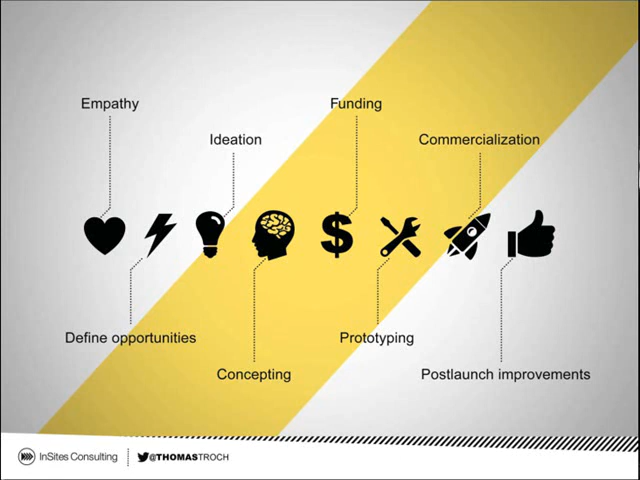 Empathy
Funding
Ideation
Commercialization
$
Define opportunities
Prototyping
Concepting
Postlaunch improvements
InSites Consulting
@THOMASTROCH